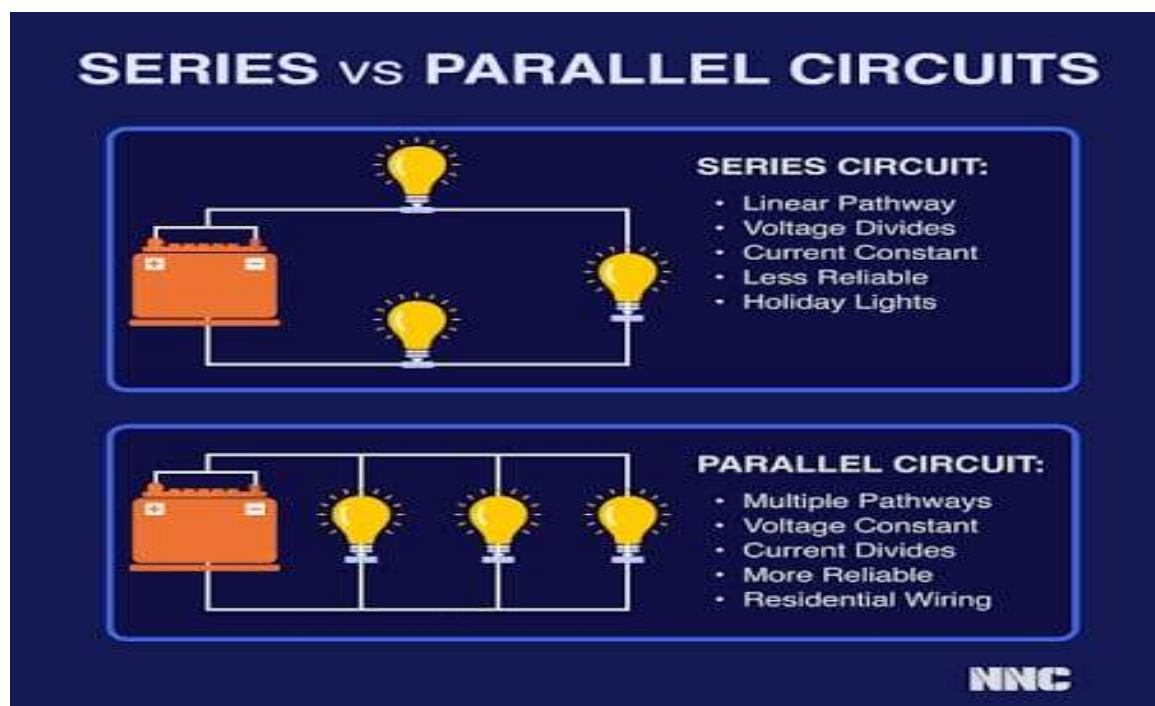 SERIES vs PARALLEL CIRCUITS
SERIES CIRCUIT:
• Linear Pathway
• Voltage Divides
• Current Constant
• Less Reliable
• Holiday Lights
+ −
PARALLEL CIRCUIT:
• Multiple Pathways
• Voltage Constant
• Current Divides
• More Reliable
• Residential Wiring
+ −
NNC